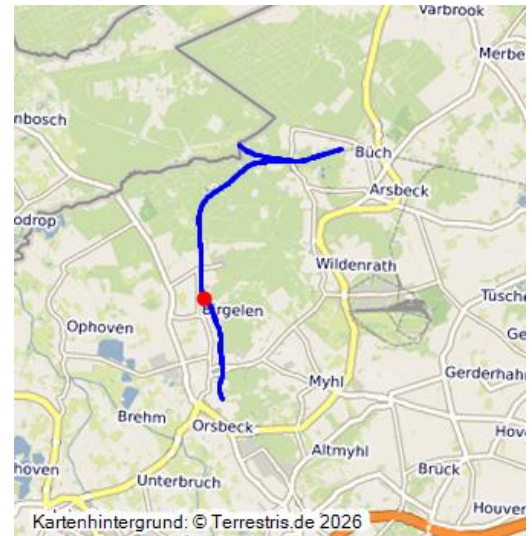 Varbrook
Merbe
nbosch
Büch
Arsbeck
odrop
Wildenrath
Tüsche
Birgelen
Ophoven
Ge
Gerderhahn
Myhl
Brehm
Orsbeck
Hov
Altmyhl
hoven
Brück
Unterbruch
Houver
Kartenhintergrund: © Terrestris.de 2026